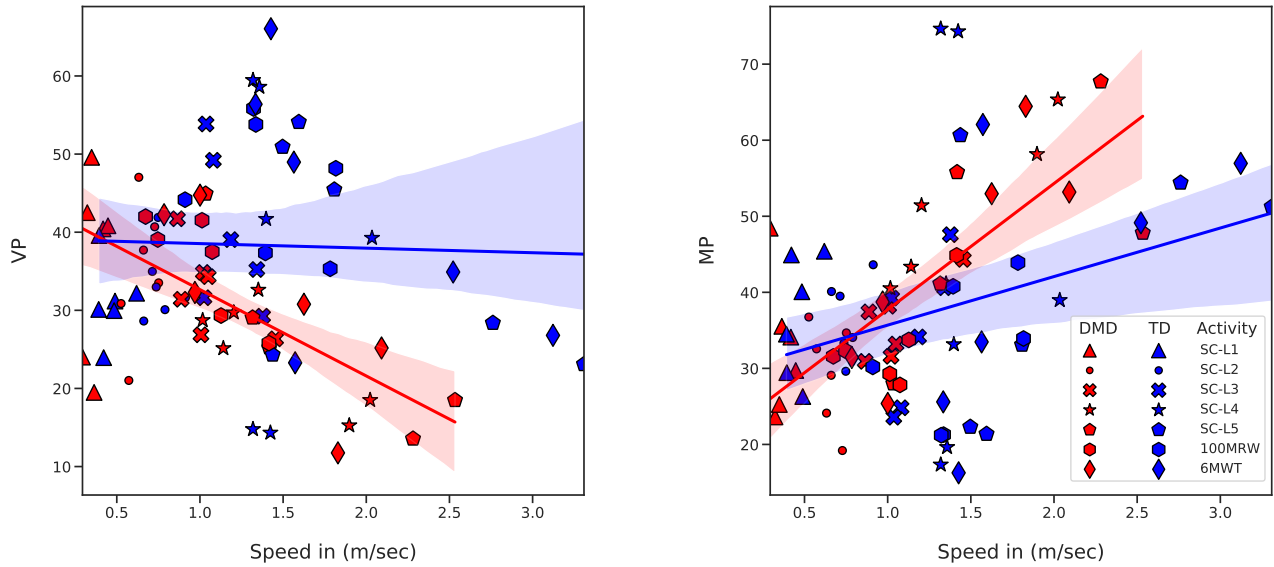 VP
60
50
40
30
20
10
0.5 1.0 1.5 2.0 2.5 3.0
Speed in (m/sec)
MP
70
60
50
40
30
20
0.5 1.0 1.5 2.0 2.5 3.0
Speed in (m/sec)
DMD TD Activity
SC-L1
SC-L2
SC-L3
SC-L4
SC-L5
100MRW
6MWT